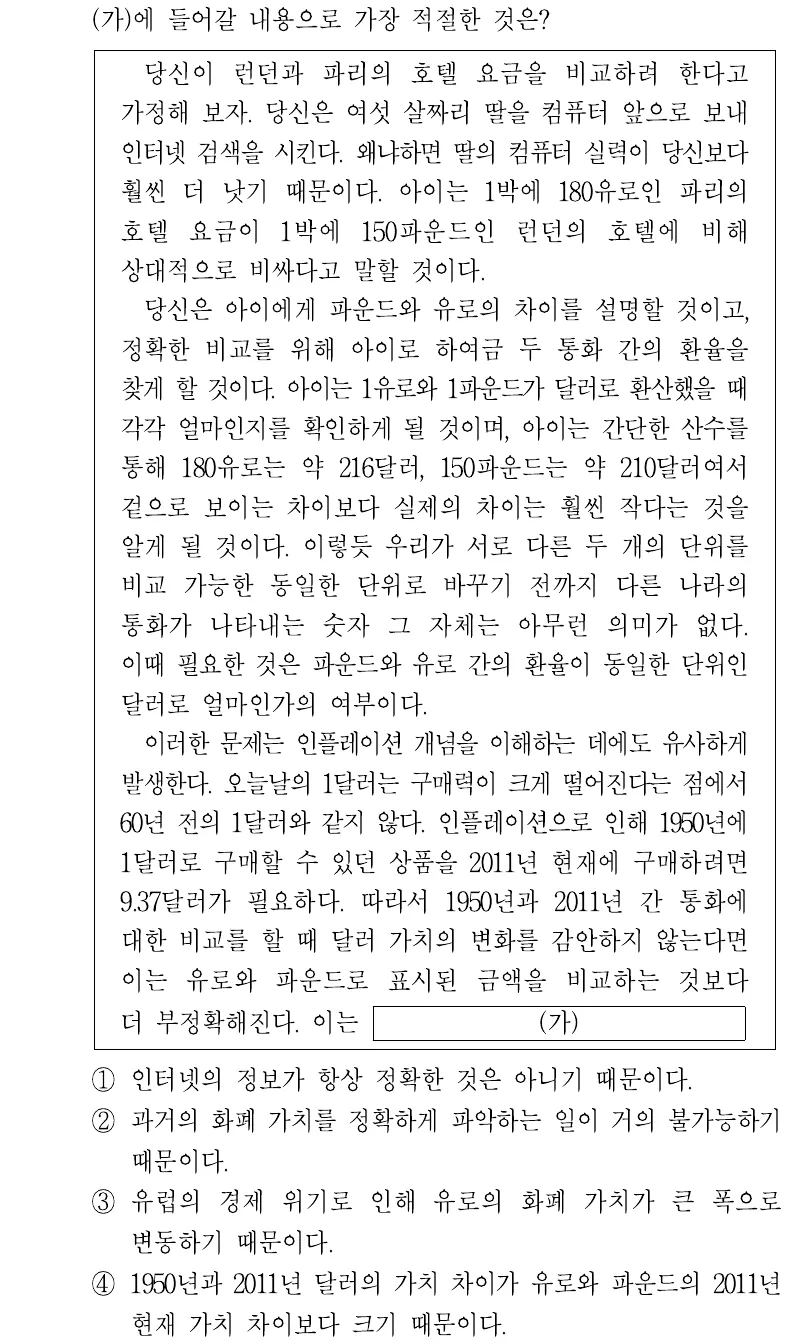 (가)에 들어갈 내용으로 가장 적절한 것은?
당신이 런던과 파리의 호텔 요금을 비교하려 한다고
가정해 보자. 당신은 여섯 살짜리 딸을 컴퓨터 앞으로 보내
인터넷 검색을 시킨다. 왜냐하면 딸의 컴퓨터 실력이 당신보다
훨씬 더 낫기 때문이다. 아이는 1박에 180유로인 파리의
호텔 요금이 1박에 150파운드인 런던의 호텔에 비해
상대적으로 비싸다고 말할 것이다.
당신은 아이에게 파운드와 유로의 차이를 설명할 것이고,
정확한 비교를 위해 아이로 하여금 두 통화 간의 환율을
찾게 할 것이다. 아이는 1유로와 1파운드가 달러로 환산했을 때
각각 얼마인지를 확인하게 될 것이며, 아이는 간단한 산수를
통해 180유로는 약 216달러, 150파운드는 약 210달러여서
겉으로 보이는 차이보다 실제의 차이는 훨씬 작다는 것을
알게 될 것이다. 이렇듯 우리가 서로 다른 두 개의 단위를
비교 가능한 동일한 단위로 바꾸기 전까지 다른 나라의
통화가 나타내는 숫자 그 자체는 아무런 의미가 없다.
이때 필요한 것은 파운드와 유로 간의 환율이 동일한 단위인
달러로 얼마인가의 여부이다.
이러한 문제는 인플레이션 개념을 이해하는 데에도 유사하게
발생한다. 오늘날의 1달러는 구매력이 크게 떨어진다는 점에서
60년 전의 1달러와 같지 않다. 인플레이션으로 인해 1950년에
1달러로 구매할 수 있던 상품을 2011년 현재에 구매하려면
9.37달러가 필요하다. 따라서 1950년과 2011년 간 통화에
대한 비교를 할 때 달러 가치의 변화를 감안하지 않는다면
이는 유로와 파운드로 표시된 금액을 비교하는 것보다
더 부정확해진다. 이는 (가)
① 인터넷의 정보가 항상 정확한 것은 아니기 때문이다.
② 과거의 화폐 가치를 정확하게 파악하는 일이 거의 불가능하기
때문이다.
③ 유럽의 경제 위기로 인해 유로의 화폐 가치가 큰 폭으로
변동하기 때문이다.
④ 1950년과 2011년 달러의 가치 차이가 유로와 파운드의 2011년
현재 가치 차이보다 크기 때문이다.